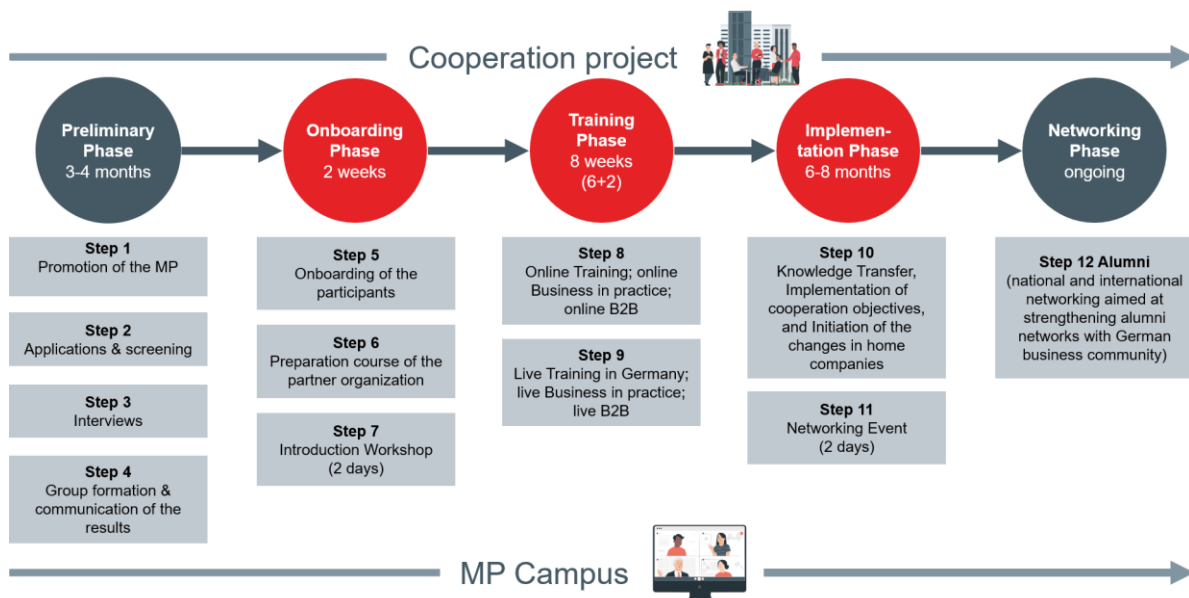 Cooperation project
Preliminary
Phase
3-4 months
Onboarding
Phase
2 weeks
Training
Phase
8 weeks
(6+2)
Implemen-
tation Phase
6-8 months
Networking
Phase
ongoing
Step 1
Promotion of the MP
Step 2
Applications & screening
Step 3
Interviews
Step 4
Group formation &
communication of the
results
Step 5
Onboarding of the
participants
Step 6
Preparation course of the
partner organization
Step 7
Introduction Workshop
(2 days)
Step 8
Online Training; online
Business in practice;
online B2B
Step 9
Live Training in Germany;
live Business in practice;
live B2B
Step 10
Knowledge Transfer,
Implementation of
cooperation objectives,
and Initiation of the
changes in home
companies
Step 11
Networking Event
(2 days)
Step 12 Alumni
(national and international
networking aimed at
strengthening alumni
networks with German
business community)
MP Campus